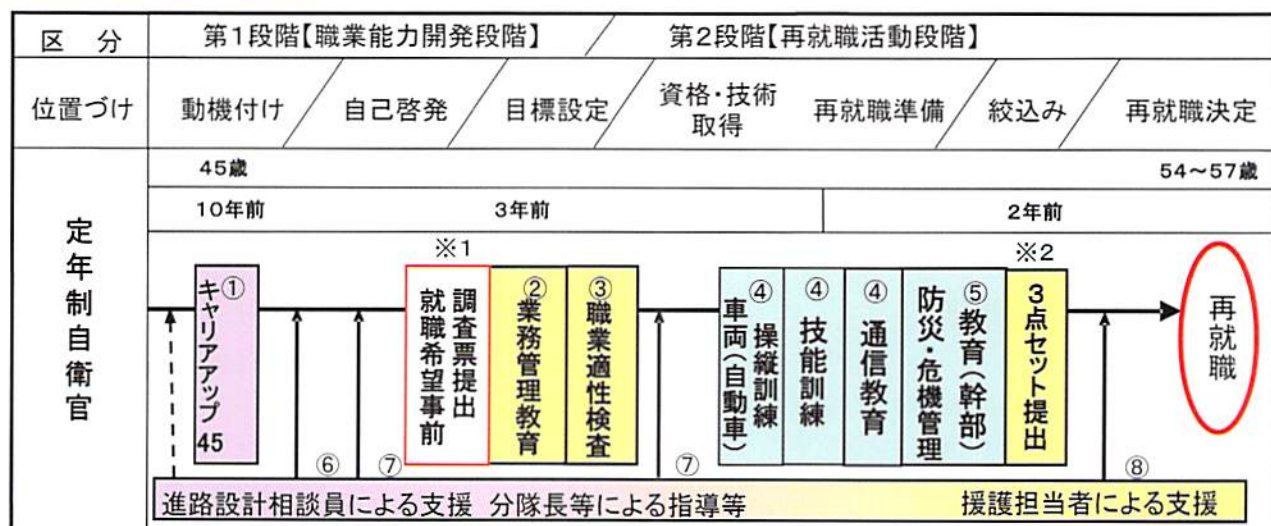 区 分
第1段階【職業能力開発段階】
第2段階【再就職活動段階】
位置づけ
動機付け
自己啓発
目標設定
資格・技術
取得
再就職準備
絞込み
再就職決定
定年制自衛官
45歳
54～57歳
10年前
3年前
2年前
※1
※2
①
キャリアアップ45
調査票提出
就職希望事前
②
業務管理教育
③
職業適性検査
④
操縦訓練
車両(自動車)
④
技能訓練
④
通信教育
⑤
教育(幹部)
防災・危機管理
3点セット提出
再就職
⑥
⑦
⑦
⑧
進路設計相談員による支援 分隊長等による指導等
援護担当者による支援